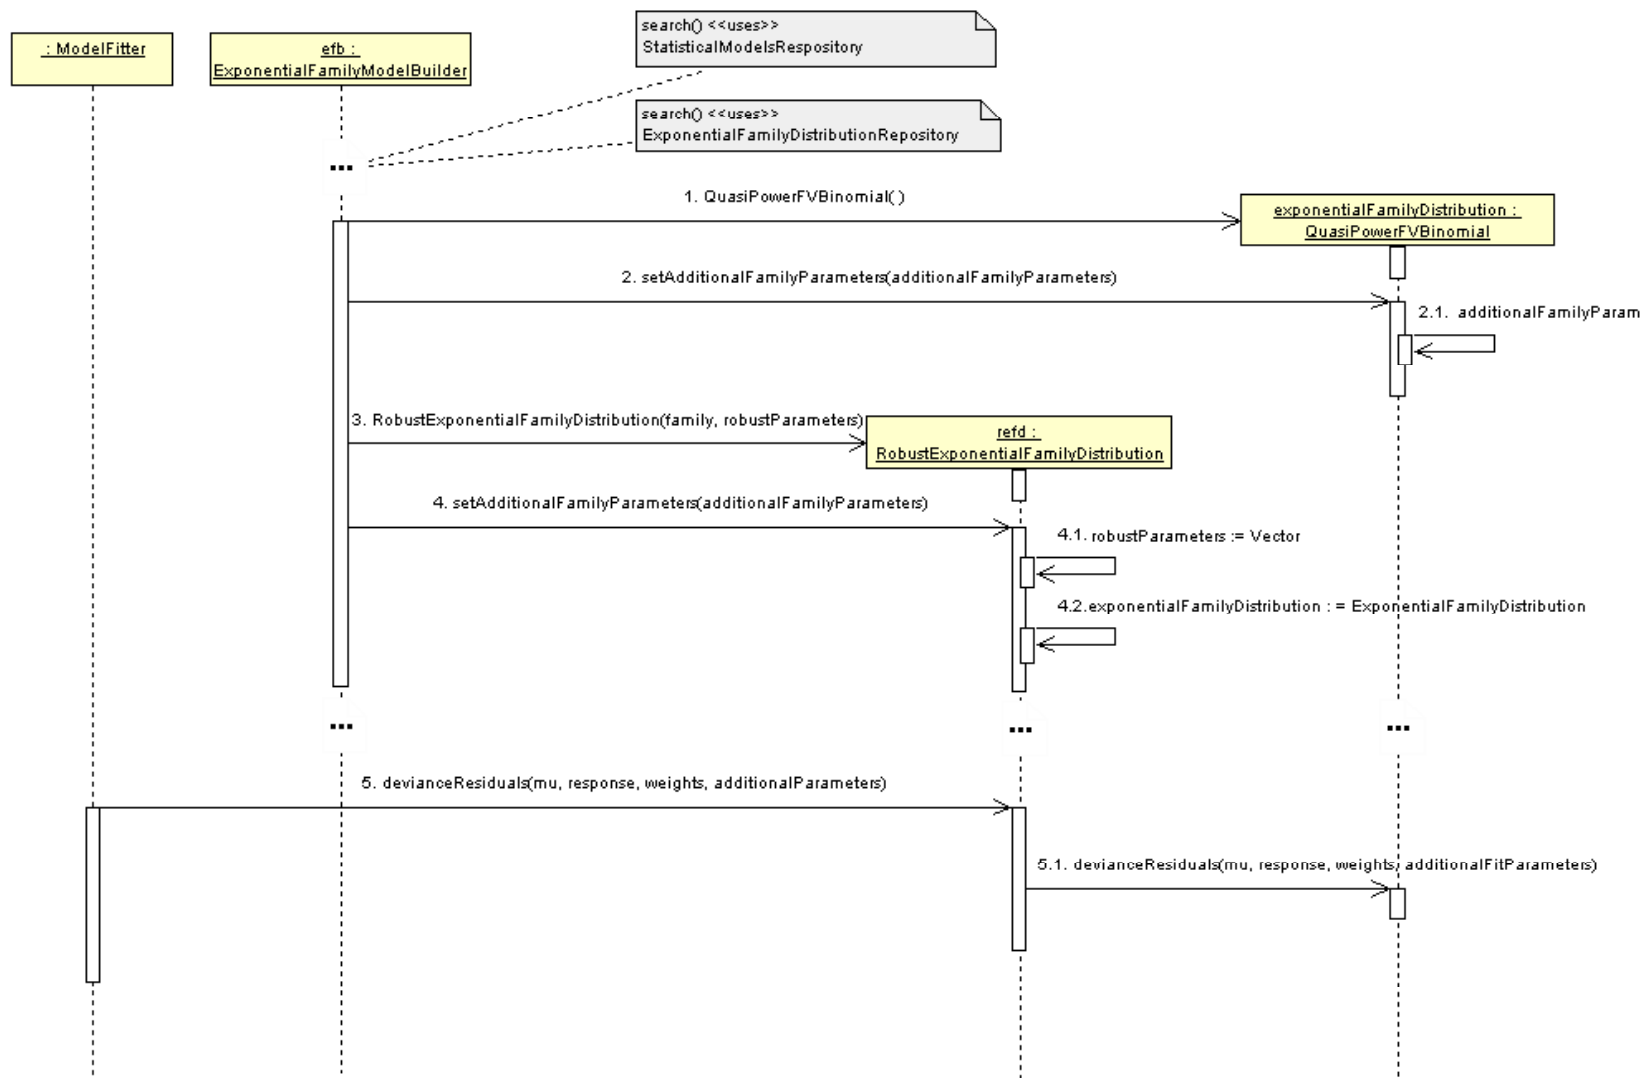 : ModelFitter
efb :
ExponentialFamilyModelBuilder
search() <<uses>>
StatisticalModelsRespository
search() <<uses>>
ExponentialFamilyDistributionRepository
...
1. QuasiPowerFVBinomial( )
exponentialFamilyDistribution :
QuasiPowerFVBinomial
2. setAdditionalFamilyParameters(additionalFamilyParameters)
2.1. additionalFamilyParam
3. RobustExponentialFamilyDistribution(family, robustParameters)
refd :
RobustExponentialFamilyDistribution
4. setAdditionalFamilyParameters(additionalFamilyParameters)
4.1. robustParameters := Vector
4.2.exponentialFamilyDistribution : = ExponentialFamilyDistribution
...
...
...
5. devianceResiduals(mu, response, weights, additionalParameters)
5.1. devianceResiduals(mu, response, weights, additionalFitParameters)